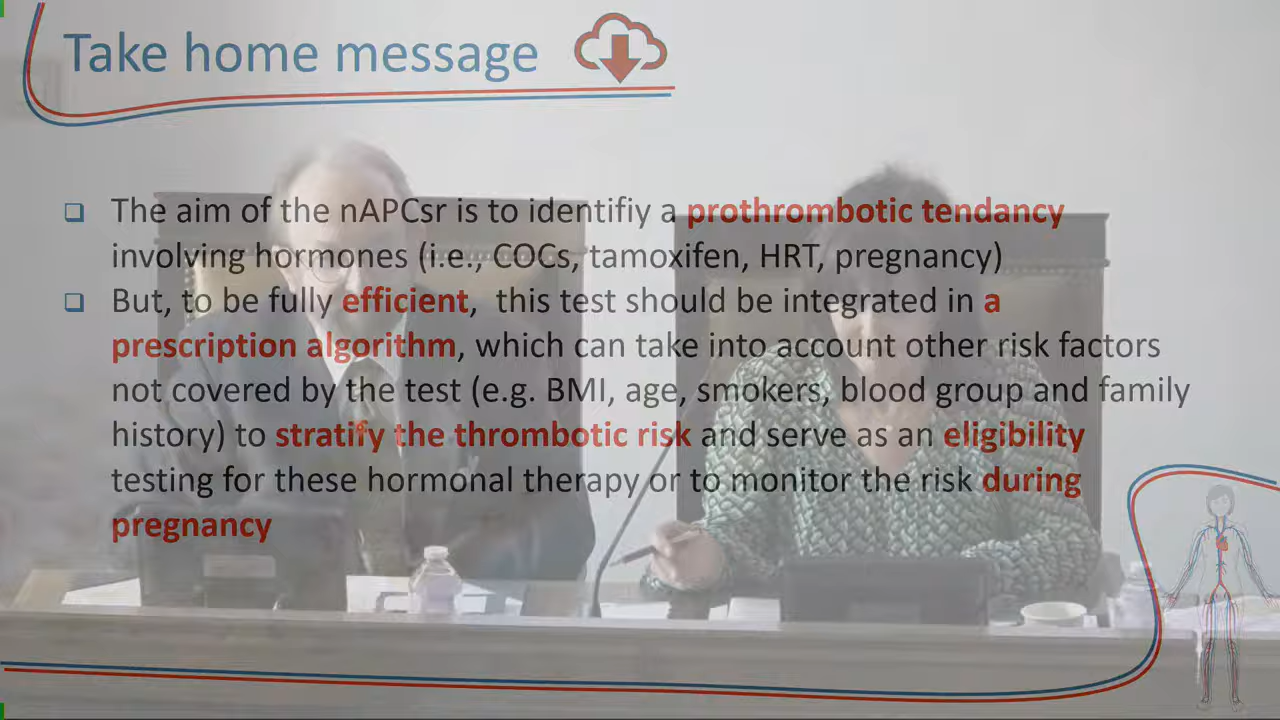 Take home message
The aim of the nAPCsr is to identifiy a prothrombotic tendancy
involving hormones (i.e., COCs, tamoxifen, HRT, pregnancy)
But, to be fully efficient, this test should be integrated in a
prescription algorithm, which can take into account other risk factors
not covered by the test (e.g. BMI, age, smokers, blood group and family
history) to stratify the thrombotic risk and serve as an eligibility
testing for these hormonal therapy or to monitor the risk during
pregnancy